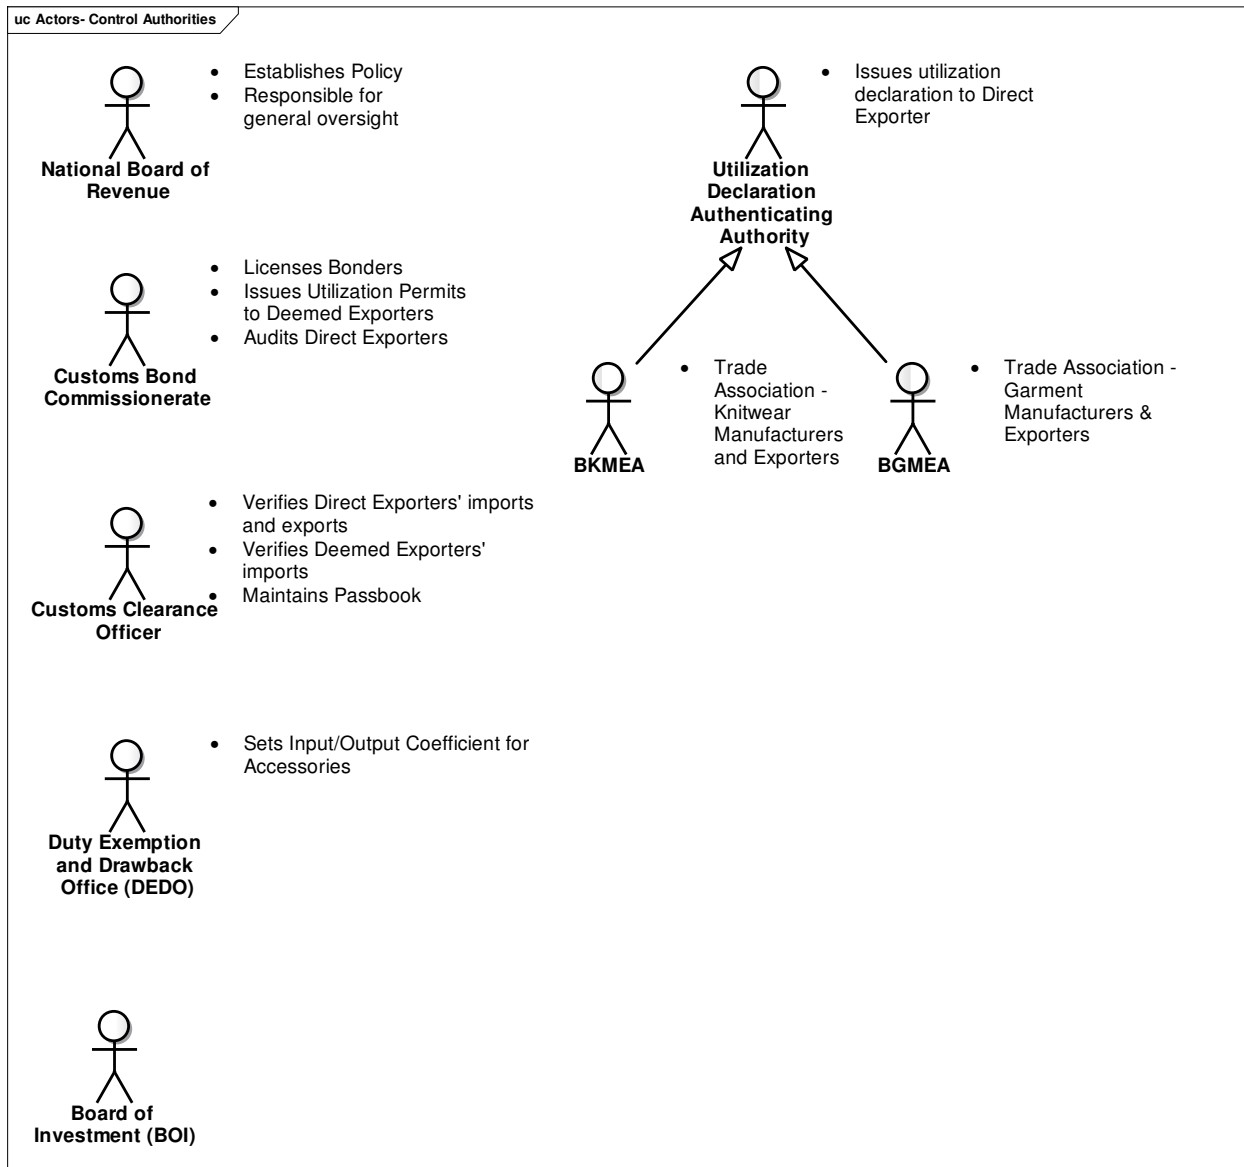 uc Actors- Control Authorities
• Establishes Policy
• Responsible for
general oversight
National Board of
Revenue
• Issues utilization
declaration to Direct
Exporter
Utilization
Declaration
Authenticating
Authority
• Licenses Bonders
• Issues Utilization Permits
to Deemed Exporters
• Audits Direct Exporters
Customs Bond
Commissionerate
• Trade
Association -
Knitwear
Manufacturers
and Exporters
BKMEA
• Trade Association -
Garment
Manufacturers &
Exporters
BGMEA
• Verifies Direct Exporters' imports
and exports
• Verifies Deemed Exporters'
imports
• Maintains Passbook
Customs Clearance
Officer
• Sets Input/Output Coefficient for
Accessories
Duty Exemption
and Drawback
Office (DEDO)
Board of
Investment (BOI)